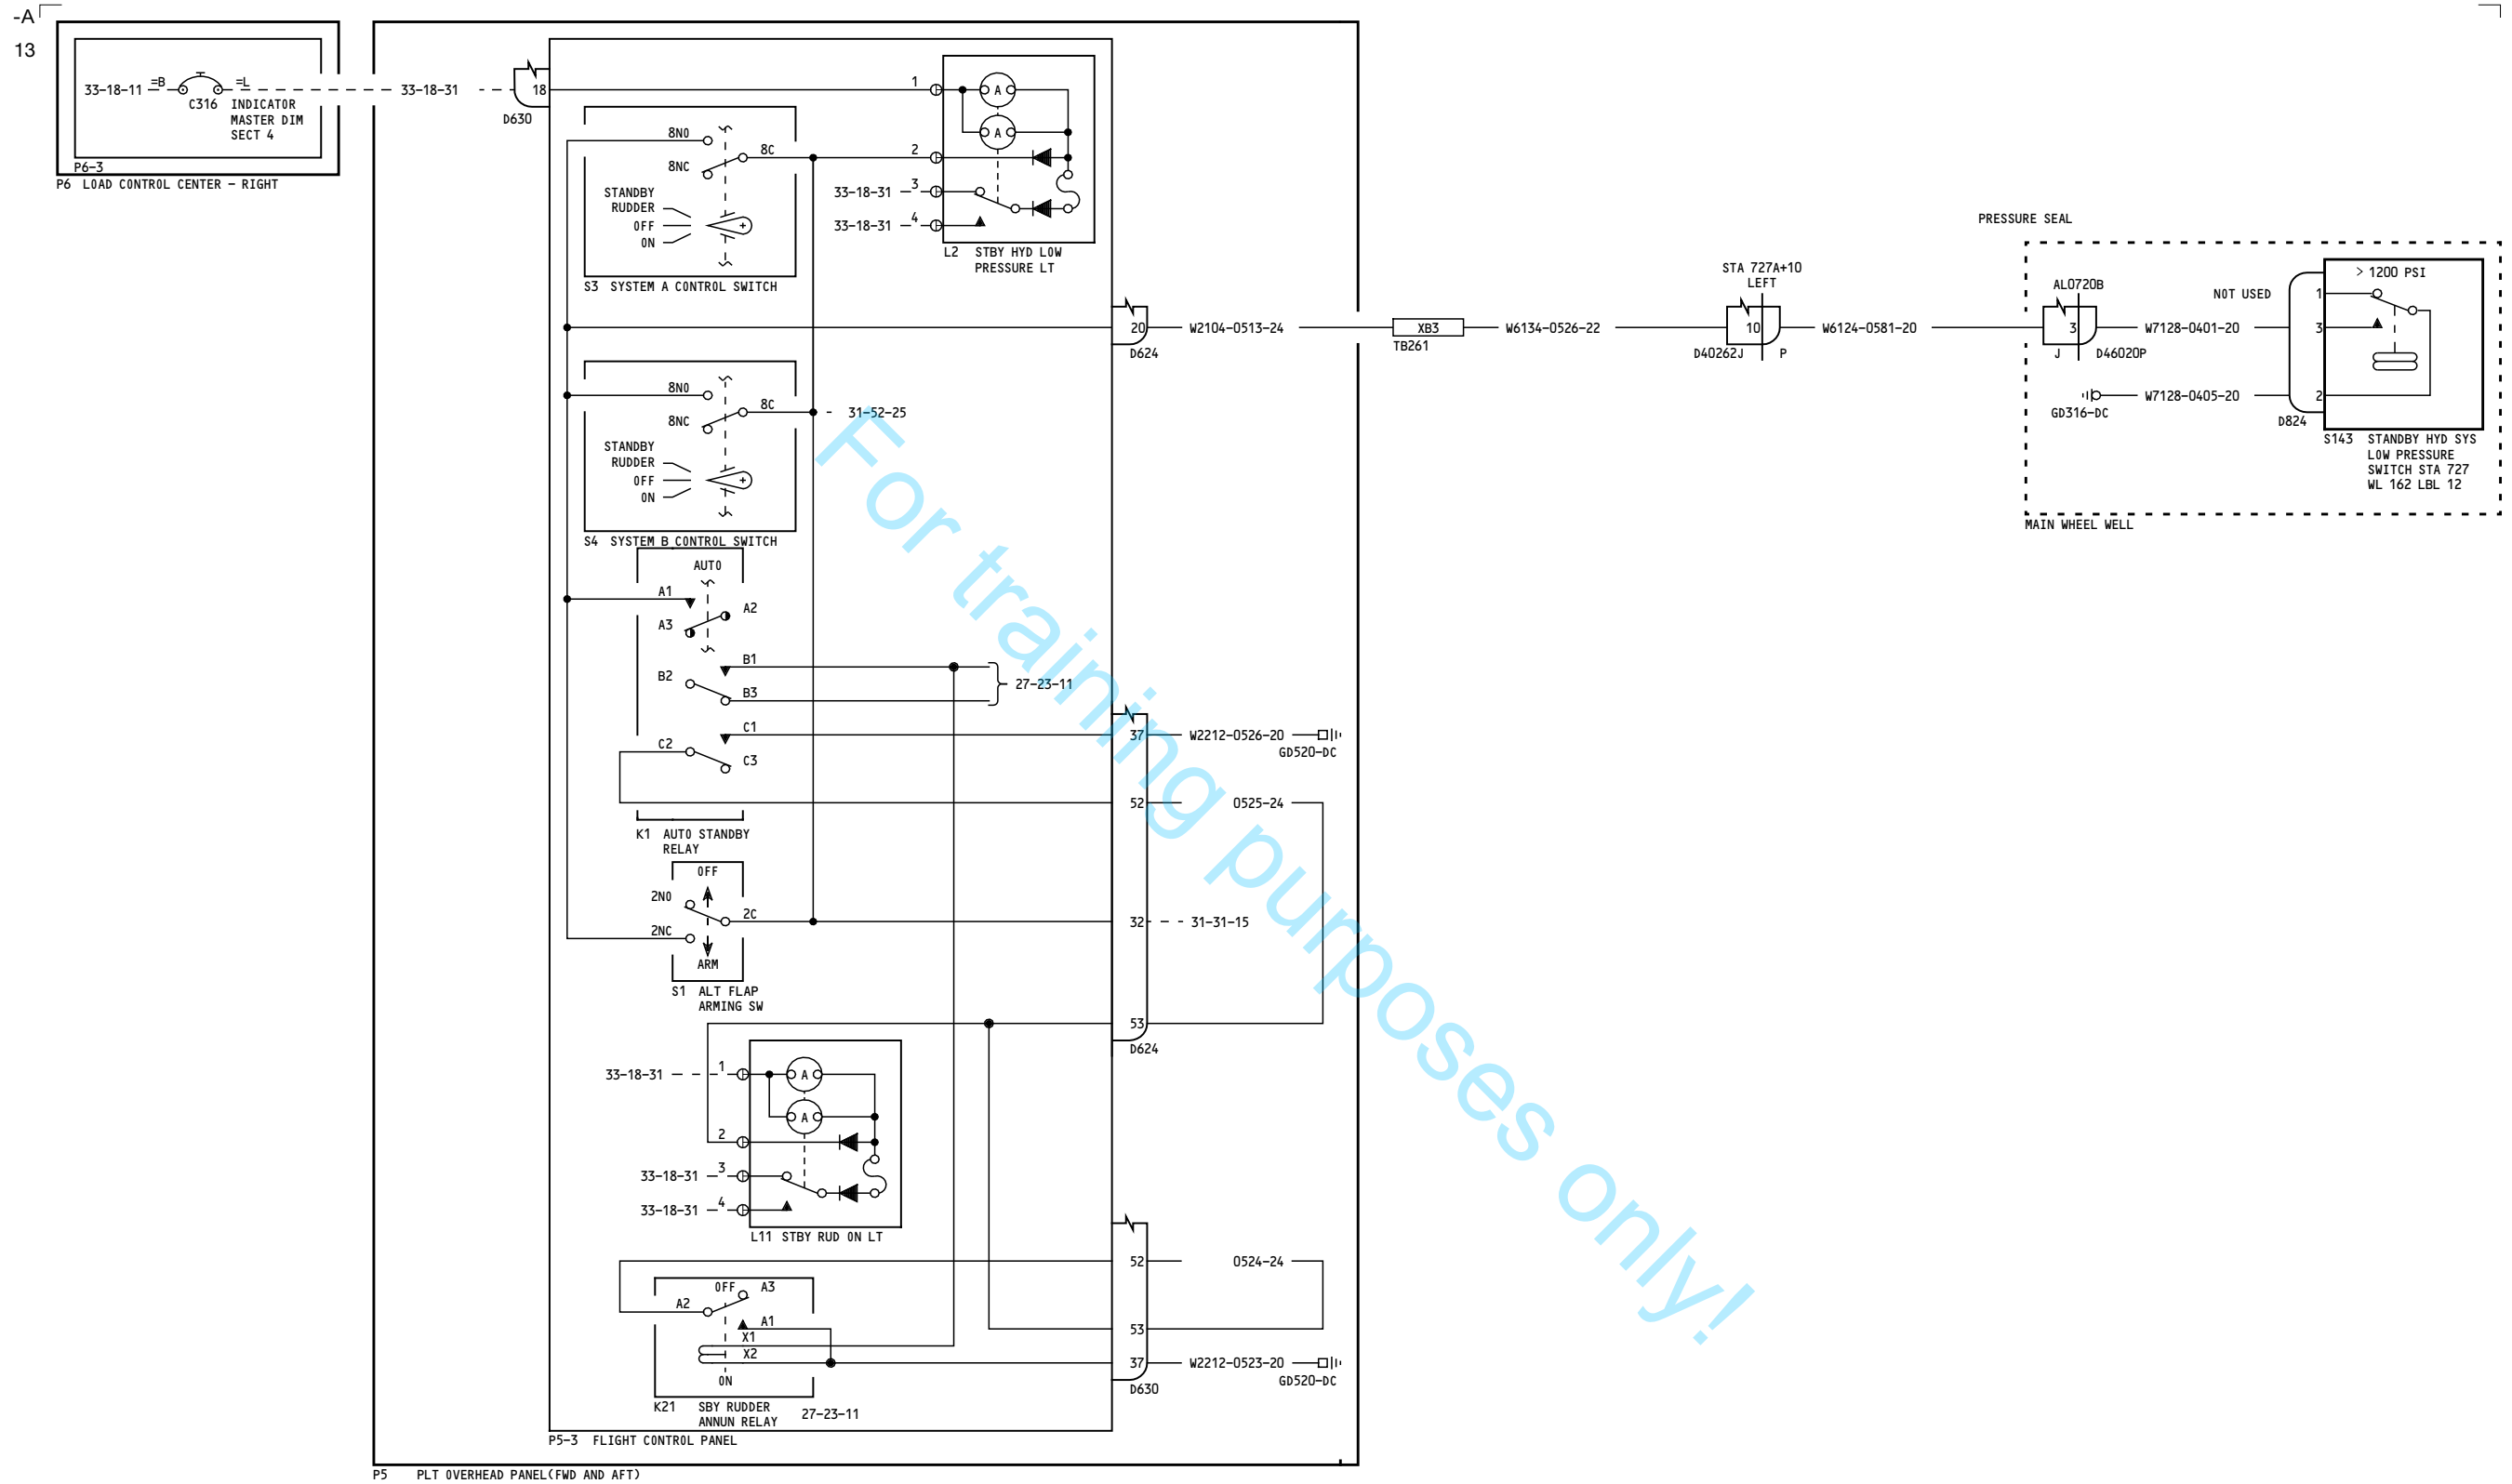 -A
13
33-18-11 =B
C316
=L
INDICATOR
MASTER DIM
SECT 4
P6-3
P6 LOAD CONTROL CENTER - RIGHT
33-18-31
18
D630
8NO
8NC
8C
STANDBY
RUDDER
OFF
ON
S3 SYSTEM A CONTROL SWITCH
1
A
A
2
33-18-31 3
33-18-31 4
L2 STBY HYD LOW
PRESSURE LT
20
D624
W2104-0513-24
XB3
TB261
W6134-0526-22
STA 727A+10
LEFT
10
D40262J P
W6124-0581-20
PRESSURE SEAL
AL0720B
3
J D46020P
NOT USED
W7128-0401-20
GD316-DC
W7128-0405-20
1
3
2
D824
> 1200 PSI
S143 STANDBY HYD SYS
LOW PRESSURE
SWITCH STA 727
WL 162 LBL 12
MAIN WHEEL WELL
8NO
8NC
8C
31-52-25
STANDBY
RUDDER
OFF
ON
S4 SYSTEM B CONTROL SWITCH
AUTO
A1
A2
A3
B1
B2
B3
27-23-11
C1
C2
C3
K1 AUTO STANDBY
RELAY
37
W2212-0526-20
GD520-DC
52
0525-24
OFF
2NO
2C
2NC
ARM
S1 ALT FLAP
ARMING SW
32
31-31-15
53
D624
33-18-31 1
A
A
2
33-18-31 3
33-18-31 4
L11 STBY RUD ON LT
52
0524-24
OFF A3
A2
A1
X1
X2
ON
K21 SBY RUDDER
ANNUN RELAY
27-23-11
53
37
W2212-0523-20
GD520-DC
D630
P5-3 FLIGHT CONTROL PANEL
P5 PLT OVERHEAD PANEL(FWD AND AFT)
For training purposes only!